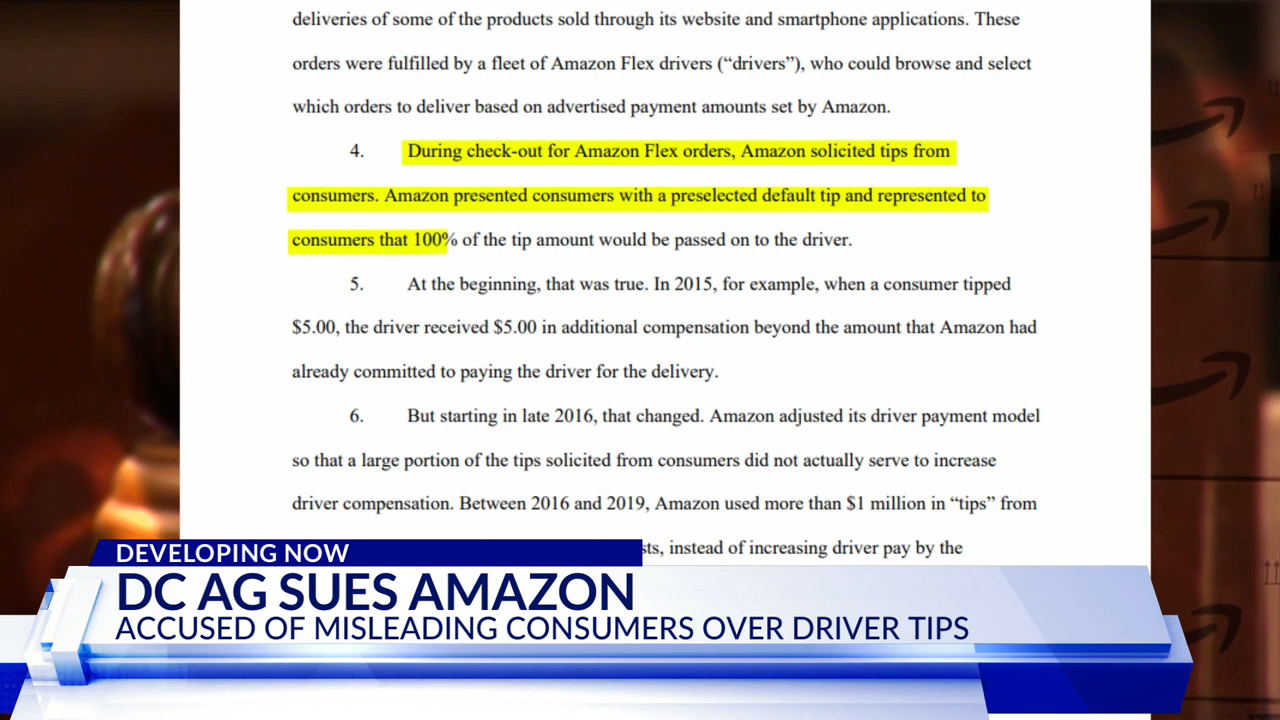 deliveries of some of the products sold through its website and smartphone applications. These
orders were fulfilled by a fleet of Amazon Flex drivers (“drivers”), who could browse and select
which orders to deliver based on advertised payment amounts set by Amazon.
4. During check-out for Amazon Flex orders, Amazon solicited tips from
consumers. Amazon presented consumers with a preselected default tip and represented to
consumers that 100% of the tip amount would be passed on to the driver.
5. At the beginning, that was true. In 2015, for example, when a consumer tipped
$5.00, the driver received $5.00 in additional compensation beyond the amount that Amazon had
already committed to paying the driver for the delivery.
6. But starting in late 2016, that changed. Amazon adjusted its driver payment model
so that a large portion of the tips solicited from consumers did not actually serve to increase
driver compensation. Between 2016 and 2019, Amazon used more than $1 million in “tips” from
instead of increasing driver pay by the
DEVELOPING NOW
DC AG SUES AMAZON
ACCUSED OF MISLEADING CONSUMERS OVER DRIVER TIPS